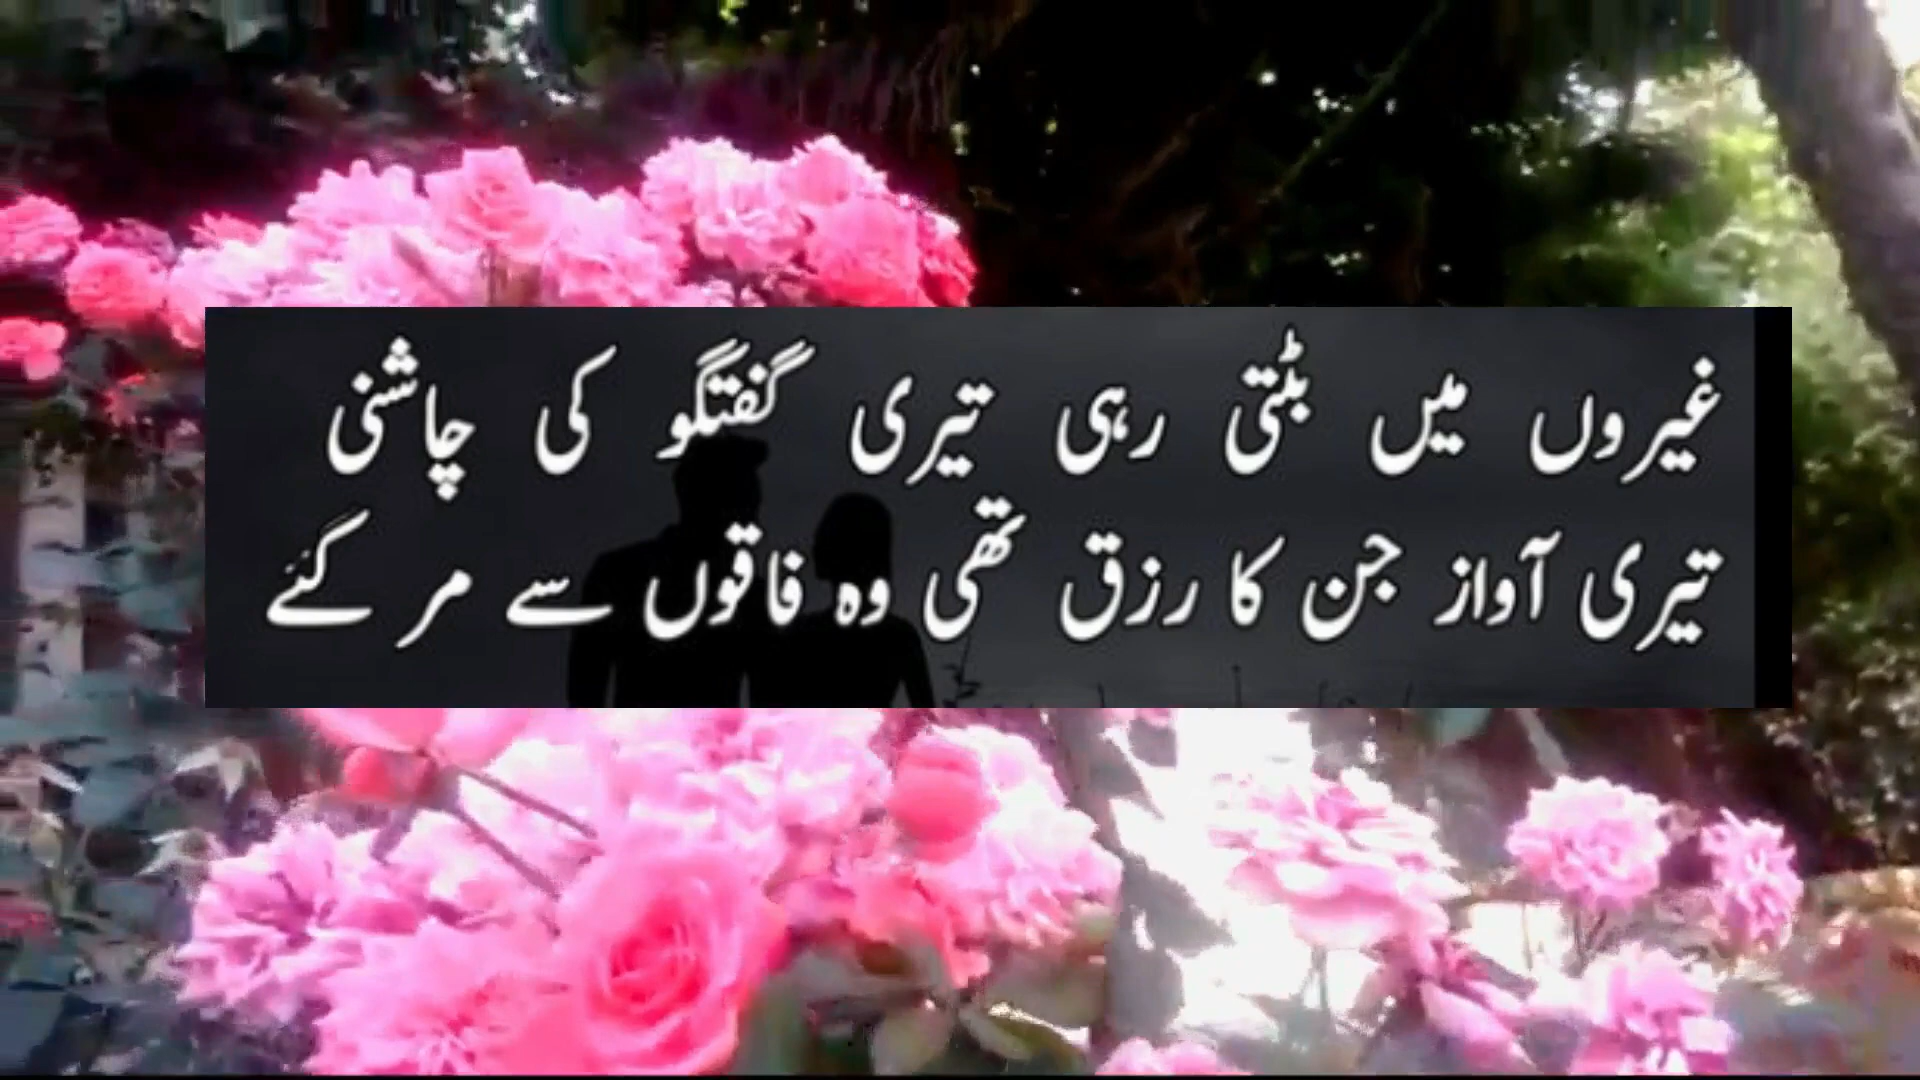 غیروں میں بٹتی رہی تیری گفتگو کی چاشنی
تیری آواز جن کا رزق تھی وہ فاقوں سے مر گئے